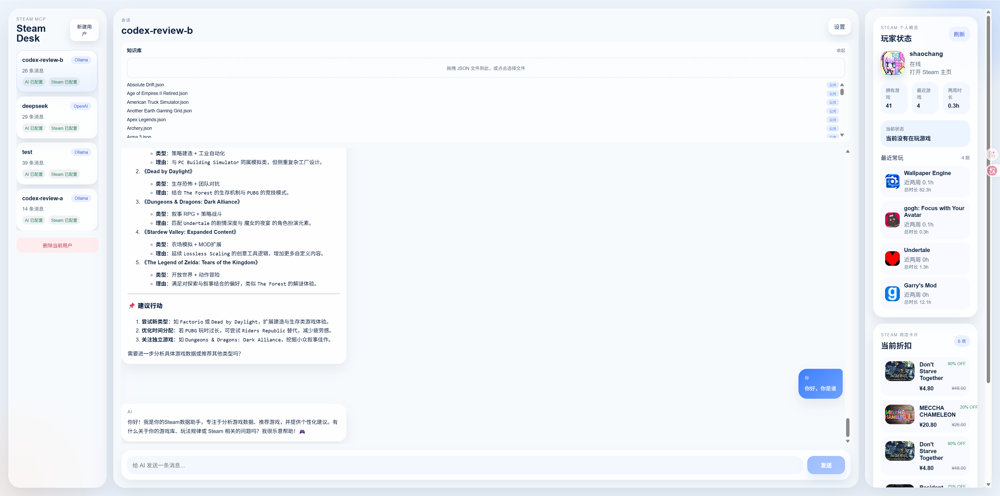 STEAM MCP
Steam
Desk
新建用
户
codex-review-b
Ollama
26 条消息
AI 已配置
Steam 已配置
deepseek
OpenAI
29 条消息
AI 已配置
Steam 已配置
test
Ollama
39 条消息
AI 已配置
Steam 已配置
codex-review-a
Ollama
14 条消息
AI 已配置
Steam 已配置
删除当前用户
会话
codex-review-b
设置
知识库
收起
拖拽 JSON 文件到此，或点击选择文件
Absolute Drift.json
公共
Age of Empires II Retired.json
公共
American Truck Simulator.json
公共
Another Earth Gaming Grid.json
公共
Apex Legends.json
公共
Archery.json
公共
Arma 3.json
公共
类型：策略建造 + 工业自动化
理由：与 PC Building Simulator 同属模拟类，但侧重复杂工厂设计。
2. 《Dead by Daylight》
类型：生存恐怖 + 团队对抗
理由：结合 The Forest 的生存机制与 PUBG 的竞技模式。
3. 《Dungeons & Dragons: Dark Alliance》
类型：叙事 RPG + 策略战斗
理由：匹配 Undertale 的剧情深度与 魔女的夜宴 的角色扮演元素。
4. 《Stardew Valley: Expanded Content》
类型：农场模拟 + MOD扩展
理由：延续 Lossless Scaling 的创意工具逻辑，增加更多自定义内容。
5. 《The Legend of Zelda: Tears of the Kingdom》
类型：开放世界 + 动作冒险
理由：满足对探索与叙事结合的偏好，类似 The Forest 的解谜体验。
📌 建议行动
1. 尝试新类型：如 Factorio 或 Dead by Daylight，扩展建造与生存类游戏体验。
2. 优化时间分配：若 PUBG 玩时过长，可尝试 Riders Republic 替代，减少疲劳感。
3. 关注独立游戏：如 Dungeons & Dragons: Dark Alliance，挖掘小众叙事佳作。
需要进一步分析具体游戏数据或推荐其他类型吗？
你
你好，你是谁
AI
你好！我是你的Steam数据助手，专注于分析游戏数据、推荐游戏，并提供个性化建议。有
什么关于你的游戏库、玩法规律或 Steam 相关的问题吗？我很乐意帮助！🎮
给 AI 发送一条消息...
发送
STEAM 个人概览
玩家状态
刷新
shaochang
在线
打开 Steam 主页
拥有游
戏
41
最近游
戏
4
两周时
长
0.3h
当前状态
当前没有在玩游戏
最近常玩
4 款
Wallpaper Engine
近两周 0.1h
总时长 82.3h
gogh: Focus with Your
Avatar
近两周 0.1h
总时长 0.3h
Undertale
近两周 0h
总时长 1.3h
Garry's Mod
近两周 0h
总时长 12.1h
STEAM 商店卡片
当前折扣
6 项
Don't
Starve
Together
90% OFF
¥4.80
¥48.00
MECCHA
CHAMELEON
20% OFF
¥20.80
¥26.00
Don't
Starve
Together
90% OFF
¥4.80
¥48.00
Resident
75% OFF